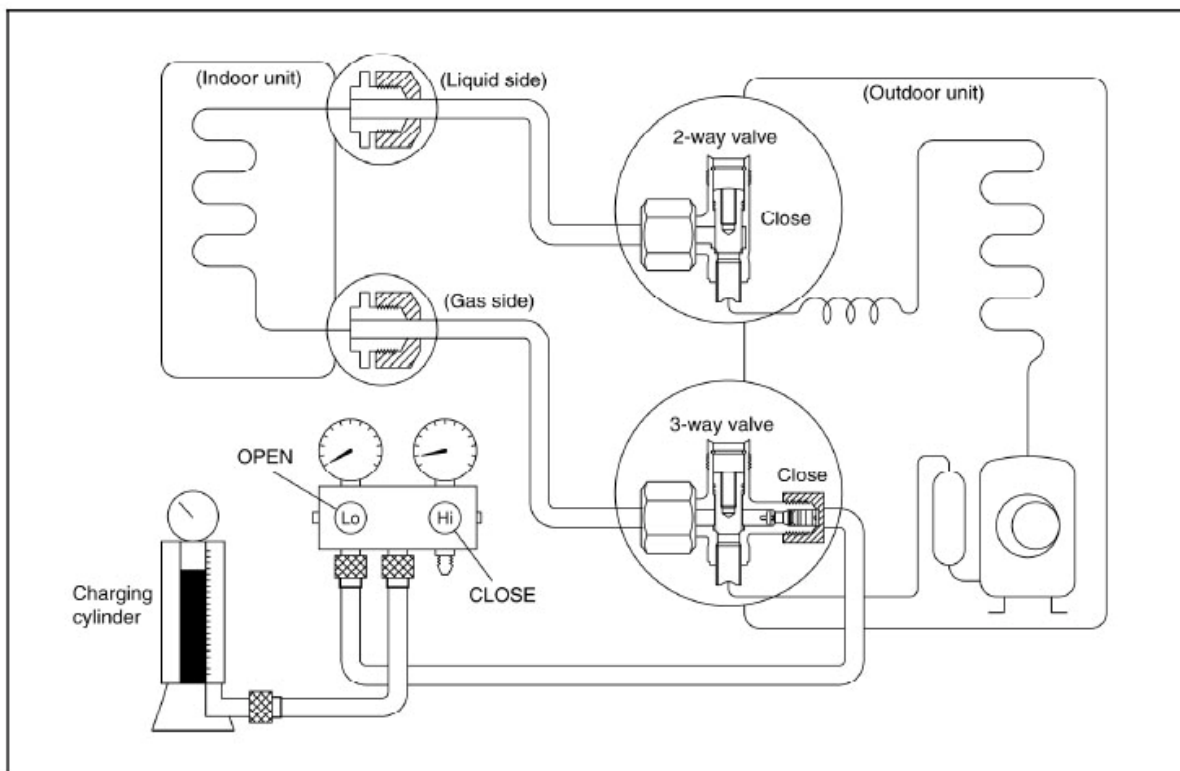 (Indoor unit)
(Liquid side)
(Outdoor unit)
2-way valve
Close
(Gas side)
3-way valve
Close
OPEN
Lo
Hi
CLOSE
Charging
cylinder